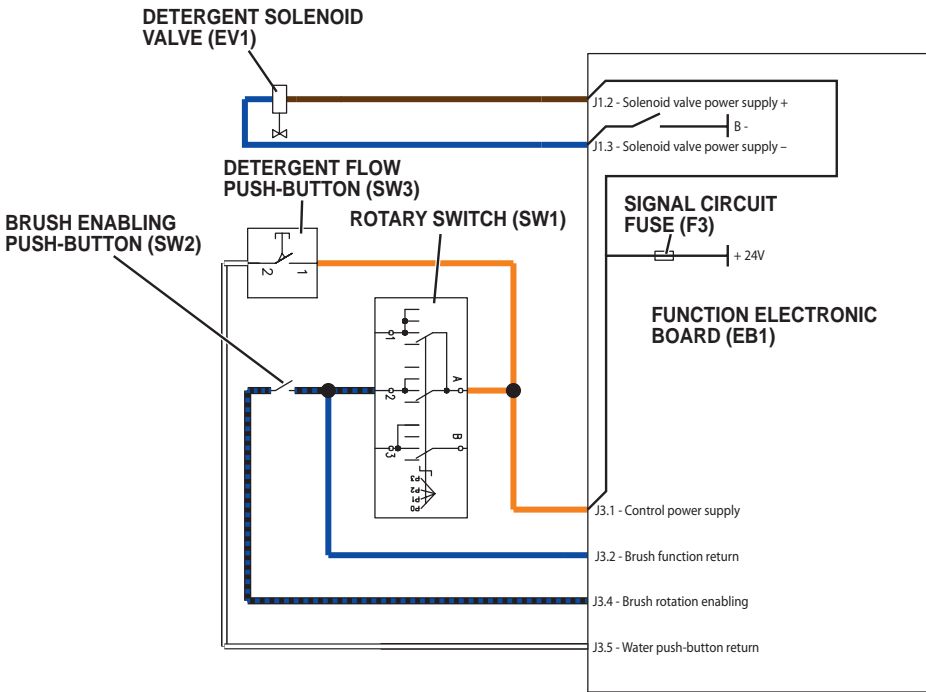 DETERGENT SOLENOID
VALVE (EV1)
J1.2 - Solenoid valve power supply +
B -
J1.3 - Solenoid valve power supply –
DETERGENT FLOW
PUSH-BUTTON (SW3)
BRUSH ENABLING
PUSH-BUTTON (SW2)
ROTARY SWITCH (SW1)
SIGNAL CIRCUIT
FUSE (F3)
+ 24V
2 1
FUNCTION ELECTRONIC
BOARD (EB1)
1
A
2
B
3
P3
P2
P1
P0
J3.1 - Control power supply
J3.2 - Brush function return
J3.4 - Brush rotation enabling
J3.5 - Water push-button return